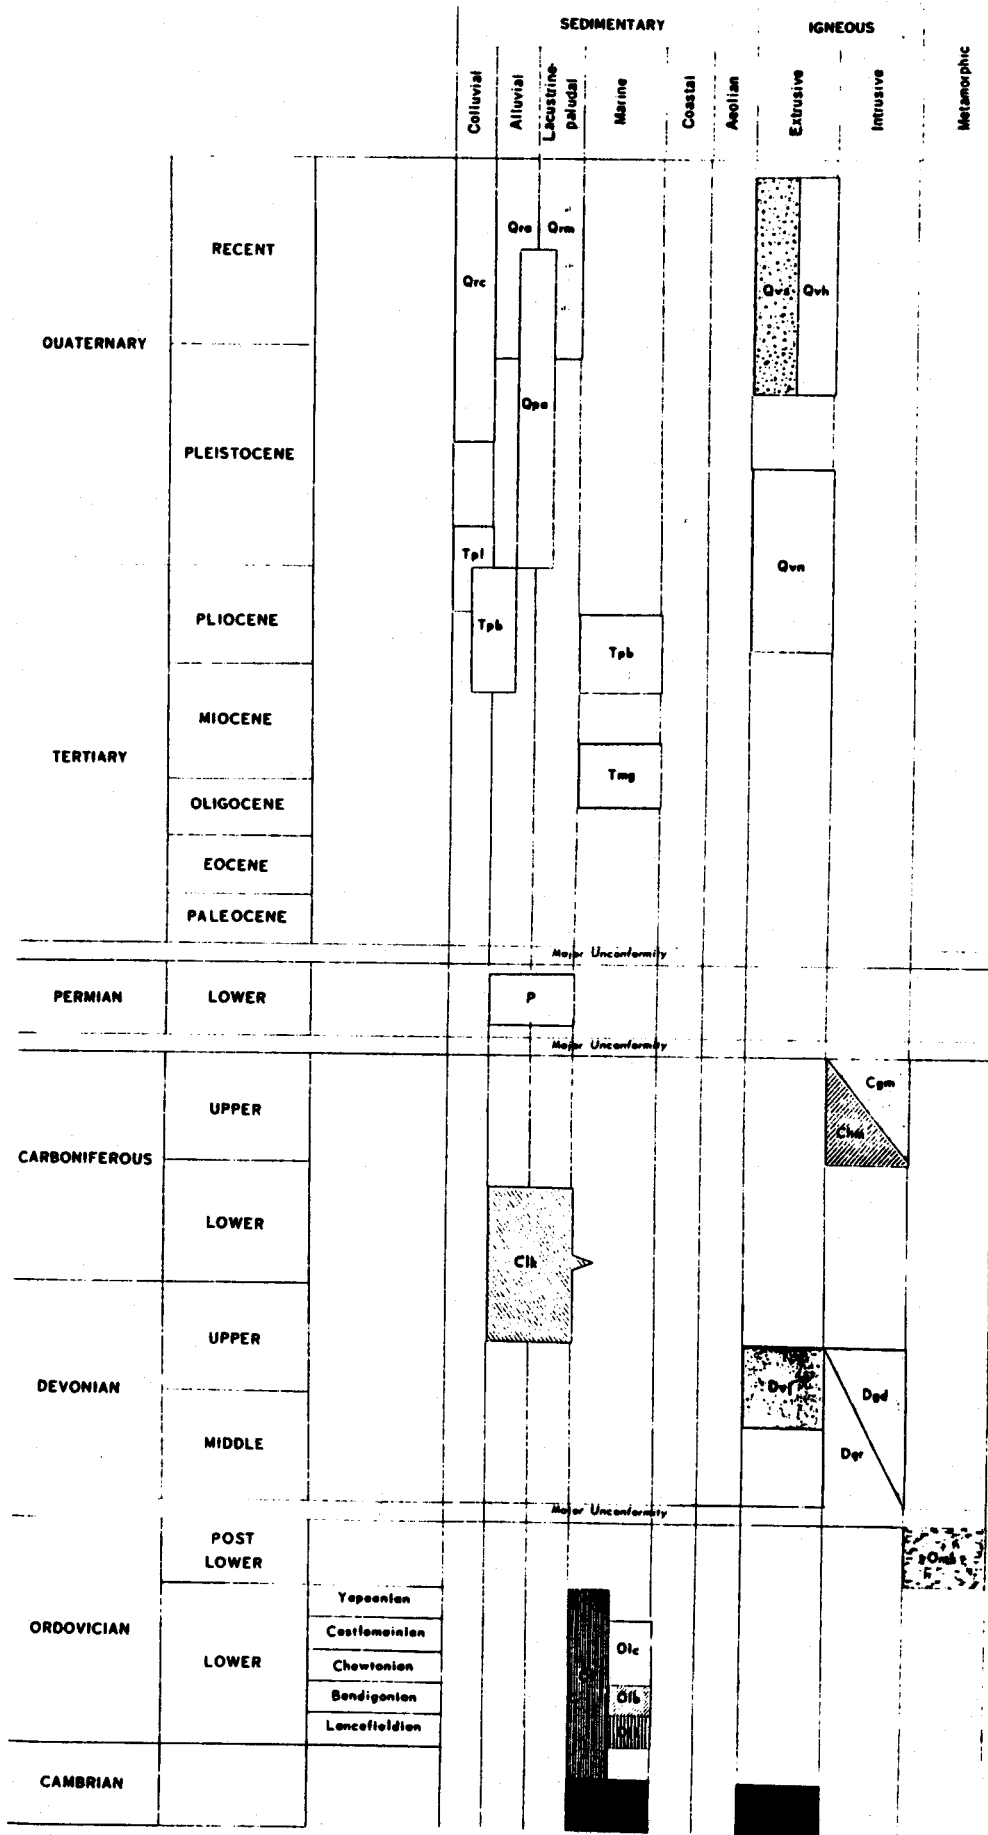 SEDIMENTARY
IGNEOUS
Colluvial
Alluvial
Lacustrine-
paludal
Marine
Coastal
Aeolian
Extrusive
Intrusive
Metamorphic
RECENT
Qra
Qrm
Qrc
Qvs
Qvh
QUATERNARY
Qpa
PLEISTOCENE
Tpl
Qvn
PLIOCENE
Tpb
Tpb
MIOCENE
TERTIARY
Tmg
OLIGOCENE
EOCENE
PALEOCENE
Major Unconformity
PERMIAN
LOWER
P
Major Unconformity
Cgm
UPPER
Chm
CARBONIFEROUS
LOWER
Clk
UPPER
DEVONIAN
Dvf
Dgd
MIDDLE
Dgr
Major Unconformity
POST
LOWER
Yapeenian
ORDOVICIAN
Castlemainian
LOWER
Olc
Chewtonian
Bendigonian
Olb
Lancefieldian
CAMBRIAN